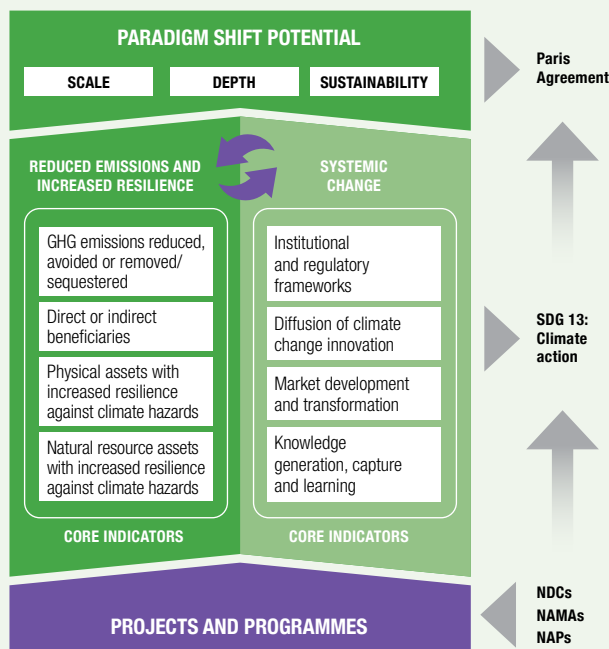 PARADIGM SHIFT POTENTIAL
SCALE
DEPTH
SUSTAINABILITY
Paris
Agreement
REDUCED EMISSIONS AND
INCREASED RESILIENCE
GHG emissions reduced,
avoided or removed/
sequestered
Direct or indirect
beneficiaries
Physical assets with
increased resilience
against climate hazards
Natural resource assets
with increased resilience
against climate hazards
CORE INDICATORS
SYSTEMIC
CHANGE
Institutional
and regulatory
frameworks
Diffusion of climate
change innovation
Market development
and transformation
Knowledge
generation, capture
and learning
CORE INDICATORS
SDG 13:
Climate
action
PROJECTS AND PROGRAMMES
NDCs
NAMAs
NAPs